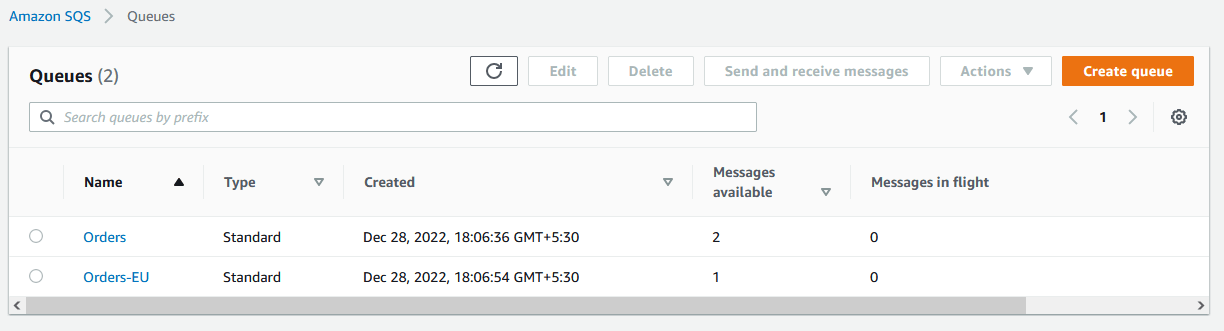 Amazon SQS > Queues
Queues (2) Edit Delete Send and receive messages Actions Create queue
Search queues by prefix 1
Name Type Created Messages available Messages in flight
Orders Standard Dec 28, 2022, 18:06:36 GMT+5:30 2 0
Orders-EU Standard Dec 28, 2022, 18:06:54 GMT+5:30 1 0